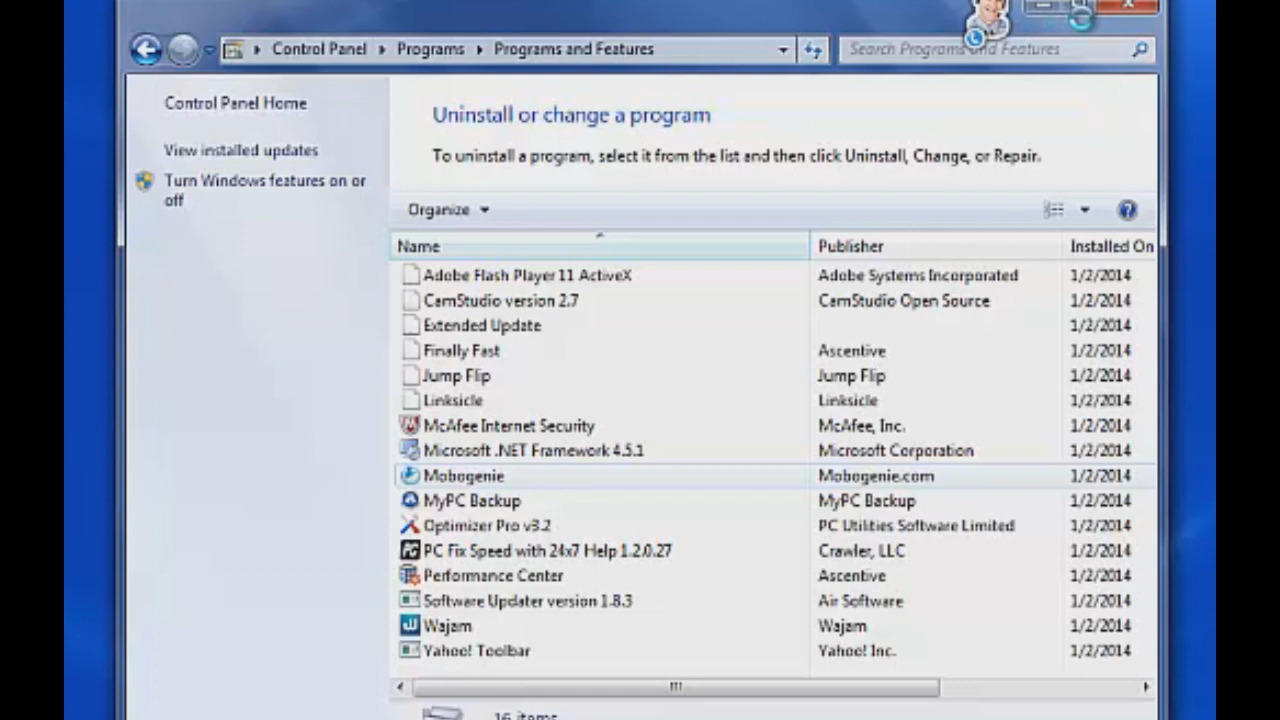 Control Panel ▸ Programs ▸ Programs and Features
Search Programs and Features
Control Panel Home
View installed updates
Turn Windows features on or
off
Uninstall or change a program
To uninstall a program, select it from the list and then click Uninstall, Change, or Repair.
Organize
Name Publisher Installed On
Adobe Flash Player 11 ActiveX Adobe Systems Incorporated 1/2/2014
CamStudio version 2.7 CamStudio Open Source 1/2/2014
Extended Update 1/2/2014
Finally Fast Ascentive 1/2/2014
Jump Flip Jump Flip 1/2/2014
Linksicle Linksicle 1/2/2014
McAfee Internet Security McAfee, Inc. 1/2/2014
Microsoft .NET Framework 4.5.1 Microsoft Corporation 1/2/2014
Mobogenie Mobogenie.com 1/2/2014
MyPC Backup MyPC Backup 1/2/2014
Optimizer Pro v3.2 PC Utilities Software Limited 1/2/2014
PC Fix Speed with 24x7 Help 1.2.0.27 Crawler, LLC 1/2/2014
Performance Center Ascentive 1/2/2014
Software Updater version 1.8.3 Air Software 1/2/2014
Wajam Wajam 1/2/2014
Yahoo! Toolbar Yahoo! Inc. 1/2/2014
16 items